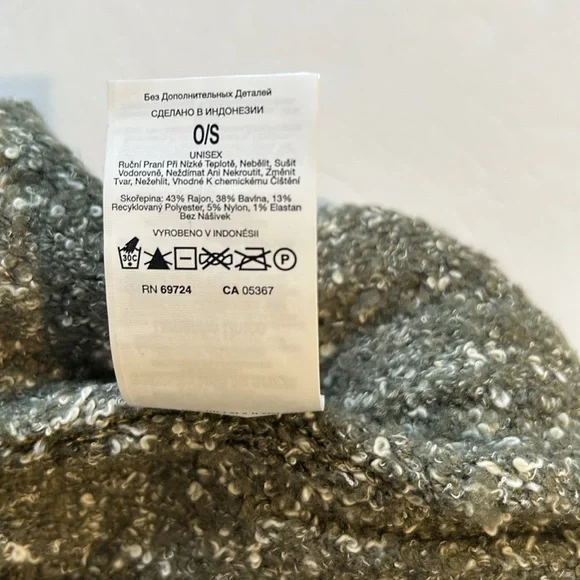 Без Дополнительных Деталей
СДЕЛАНО В ИНДОНЕЗИИ
O/S
UNISEX
Ruční Praní Při Nízké Teplotě, Nebělit, Sušit
Vodorovně, Neždímat Ani Nekroutit, Změnit
Tvar, Nežehlit, Vhodné K chemickému Čištění
Skořepina: 43% Rajon, 38% Bavlna, 13%
Recyklovaný Polyester, 5% Nylon, 1% Elastan
Bez Nášivek
VYROBENO V INDONÉSII
30C P
RN 69724 CA 05367